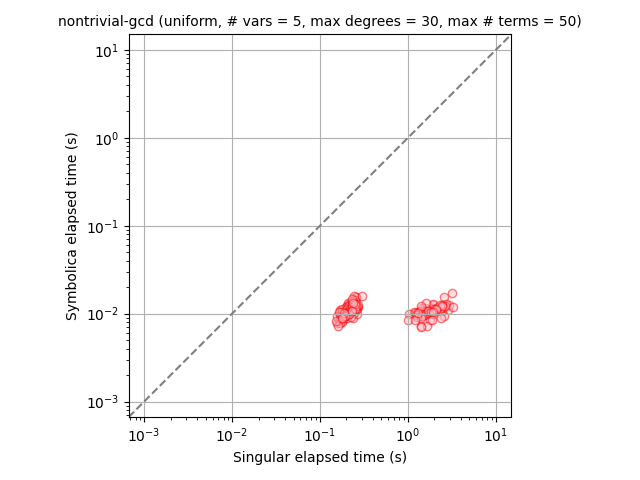 nontrivial-gcd (uniform, # vars = 5, max degrees = 30, max # terms = 50)
10¹
10⁰
10⁻¹
10⁻²
10⁻³
Symbolica elapsed time (s)
10⁻³ 10⁻² 10⁻¹ 10⁰ 10¹
Singular elapsed time (s)